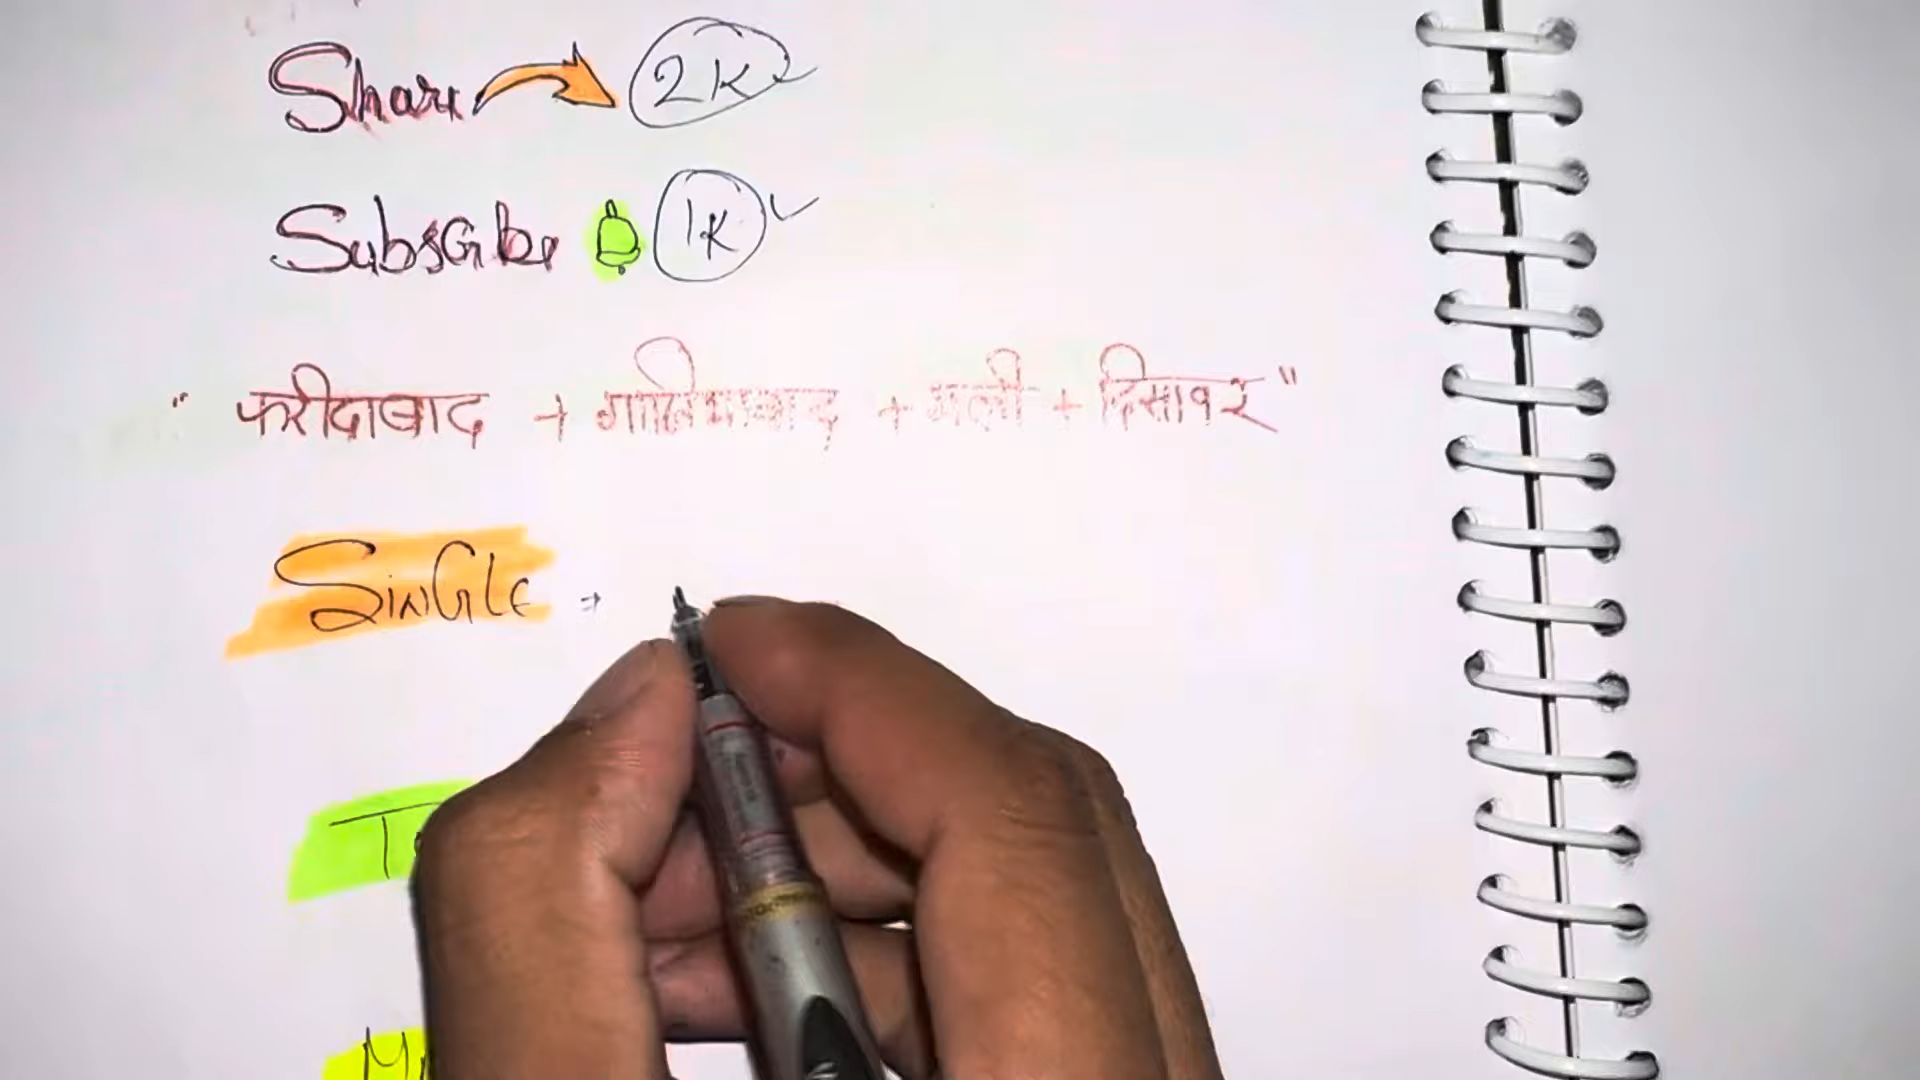 Share 2K
Subscribe 1K
" फरीदाबाद + गाजियाबाद + गली + दिसावर "
SinGLE →